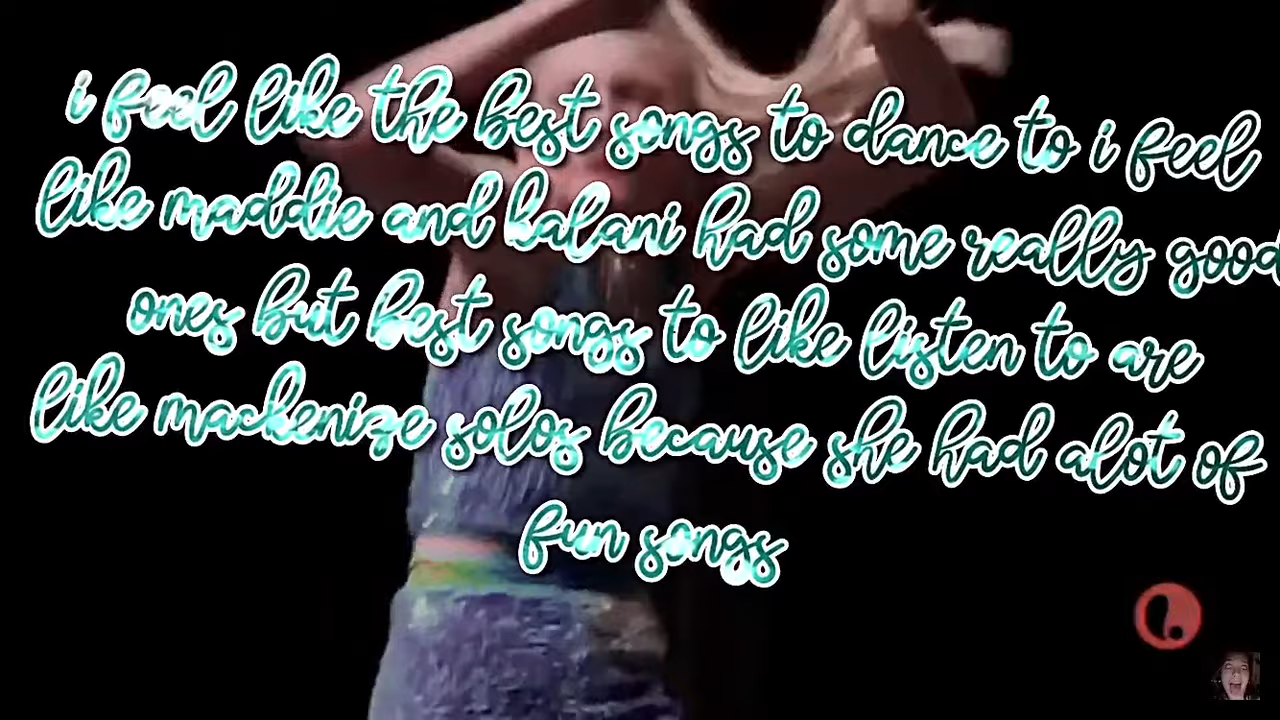 i feel like the best songs to dance to i feel
like maddie and kalani had some really good
ones but best songs to like listen to are
like mackenize solos because she had alot of
fun songs